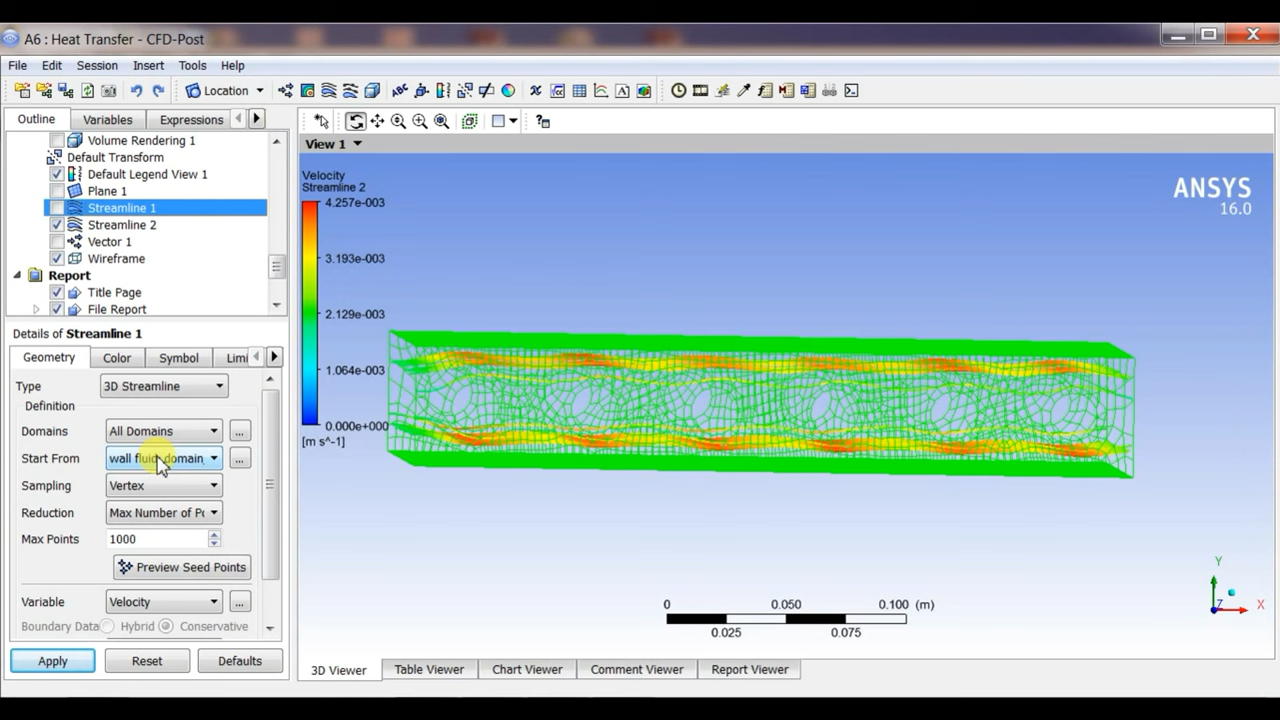 A6 : Heat Transfer - CFD-Post
File Edit Session Insert Tools Help
Location
Outline Variables Expressions
Volume Rendering 1
Default Transform
Default Legend View 1
Plane 1
Streamline 1
Streamline 2
Vector 1
Wireframe
Report
Title Page
File Report
Details of Streamline 1
Geometry Color Symbol Limi
Type 3D Streamline
Definition
Domains All Domains ...
Start From wall fluid domain, ...
Sampling Vertex
Reduction Max Number of Po
Max Points 1000
Preview Seed Points
Variable Velocity ...
Boundary Data Hybrid Conservative
Apply Reset Defaults
View 1
Velocity
Streamline 2
4.257e-003
3.193e-003
2.129e-003
1.064e-003
0.000e+000
[m s^-1]
ANSYS
16.0
0 0.050 0.100 (m)
0.025 0.075
Y
X
Z
3D Viewer Table Viewer Chart Viewer Comment Viewer Report Viewer